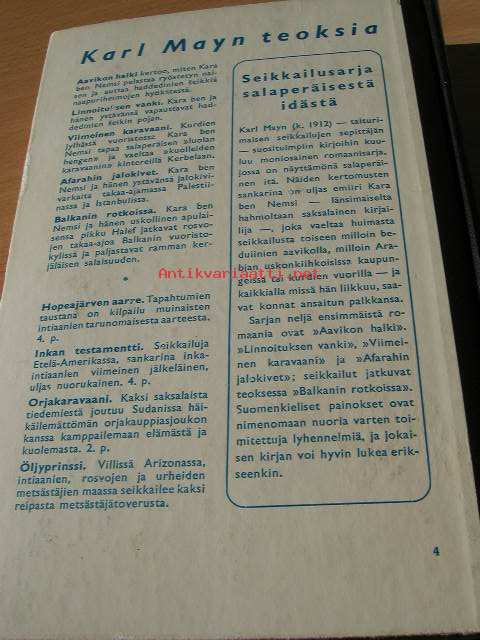 Karl Mayn teoksia
Aavikon halki kertoo, miten Kara
ben Nemsi pelastaa ryöstetyn nai-
sen ja auttaa haddedinien šeikkiä
naapuriheimojen hyökätessä.
Linnoituksen vanki. Kara ben ja
hänen ystävänsä vapauttavat had-
dedinien šeikin pojan.
Viimeinen karavaani. Kurdien
jylhässä vuoristossa Kara ben
Nemsi tapaa salaperäisen »luolan
hengen» ja vaeltaa »kuolleiden
karavaanin» kintereillä Kerbelaan.
Afarahin jalokivet. Kara ben
Nemsi ja hänen ystävänsä jalokivi-
varkaita takaa-ajamassa Palestii-
nassa ja Istanbulissa.
Balkanin rotkoissa. Kara ben
Nemsi ja hänen uskollinen apulai-
sensa pikku Halef jatkavat rosvo-
jen takaa-ajoa Balkanin vuoristo-
kylissä ja paljastavat ramman ker-
jäläisen salaisuuden.
*
Hopeajärven aarre. Tapahtumien
taustana on kilpailu muinaisten
intiaanien tarunomaisesta aarteesta.
4. p.
Inkan testamentti. Seikkailuja
Etelä-Amerikassa, sankarina inka-
intiaanien viimeinen jälkeläinen,
uljas nuorukainen. 4. p.
Orjakaravaani. Kaksi saksalaista
tiedemiestä joutuu Sudanissa häi-
käilemättömän orjakauppiasjoukon
kanssa kamppailemaan elämästä ja
kuolemasta. 2. p.
Öljyprinssi. Villissä Arizonassa,
intiaanien, rosvojen ja urheiden
metsästäjien maassa seikkailee kaksi
reipasta metsästäjätoverusta.
Seikkailusarja
salaperäisestä
idästä
Karl Mayn (k. 1912) — taituri-
maisen seikkailujen sepistäjän
— suosituimpiin kirjoihin kuu-
luu moniosainen romaanisarja,
jossa on näyttämönä salaperäi-
nen itä. Näiden kertomusten
sankarina on uljas emiiri Kara
ben Nemsi — länsimaiselta
hahmoltaan saksalainen kirjai-
lija —, joka vaeltaa huimasta
seikkailusta toiseen milloin be-
duiinien aavikolla, milloin Ara-
bian uskonkiihkoisissa kaupun-
geissa tai kurdien vuorilla — ja
kaikkialla missä hän liikkuu, saa-
vat konnat ansaitun palkkansa.
Sarjan neljä ensimmäistä ro-
maania ovat »Aavikon halki».
»Linnoituksen vanki», »Viimei-
nen karavaani» ja »Afarahin
jalokivet»; seikkailut jatkuvat
teoksessa »Balkanin rotkoissa».
Suomenkieliset painokset ovat
nimenomaan nuoria varten toi-
mitettuja lyhennelmiä, ja jokai-
sen kirjan voi hyvin lukea erik-
seenkin.
4
Antikvariaatti.net